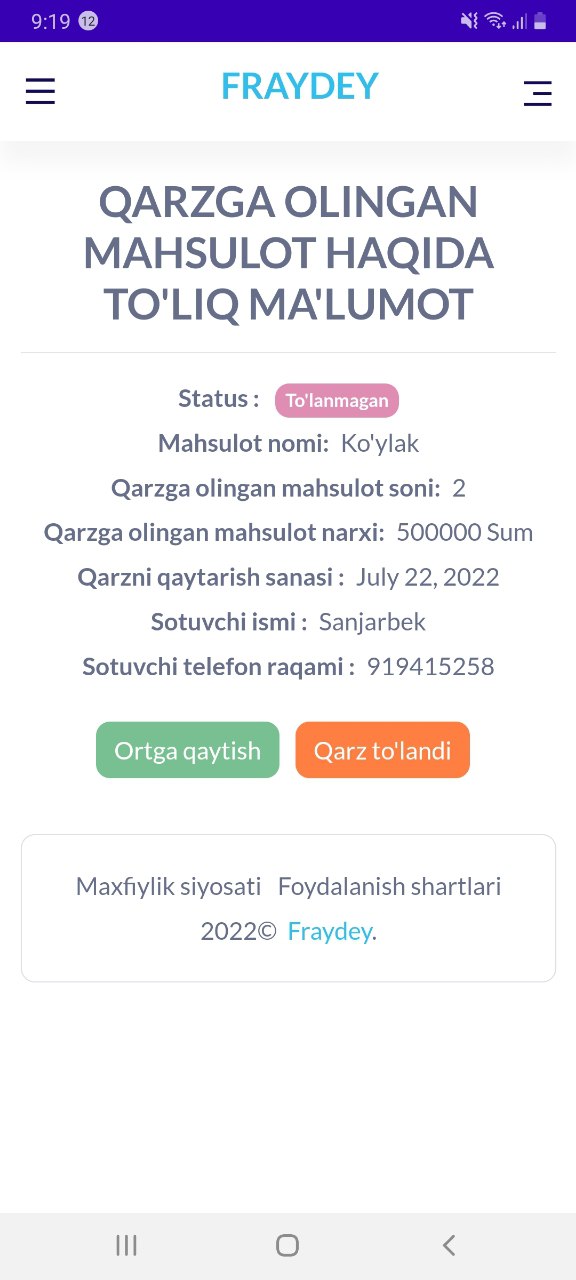 9:19 12
FRAYDEY
QARZGA OLINGAN
MAHSULOT HAQIDA
TO'LIQ MA'LUMOT
Status : To'lanmagan
Mahsulot nomi: Ko'ylak
Qarzga olingan mahsulot soni: 2
Qarzga olingan mahsulot narxi: 500000 Sum
Qarzni qaytarish sanasi : July 22, 2022
Sotuvchi ismi : Sanjarbek
Sotuvchi telefon raqami : 919415258
Ortga qaytish Qarz to'landi
Maxfiylik siyosati Foydalanish shartlari
2022© Fraydey.